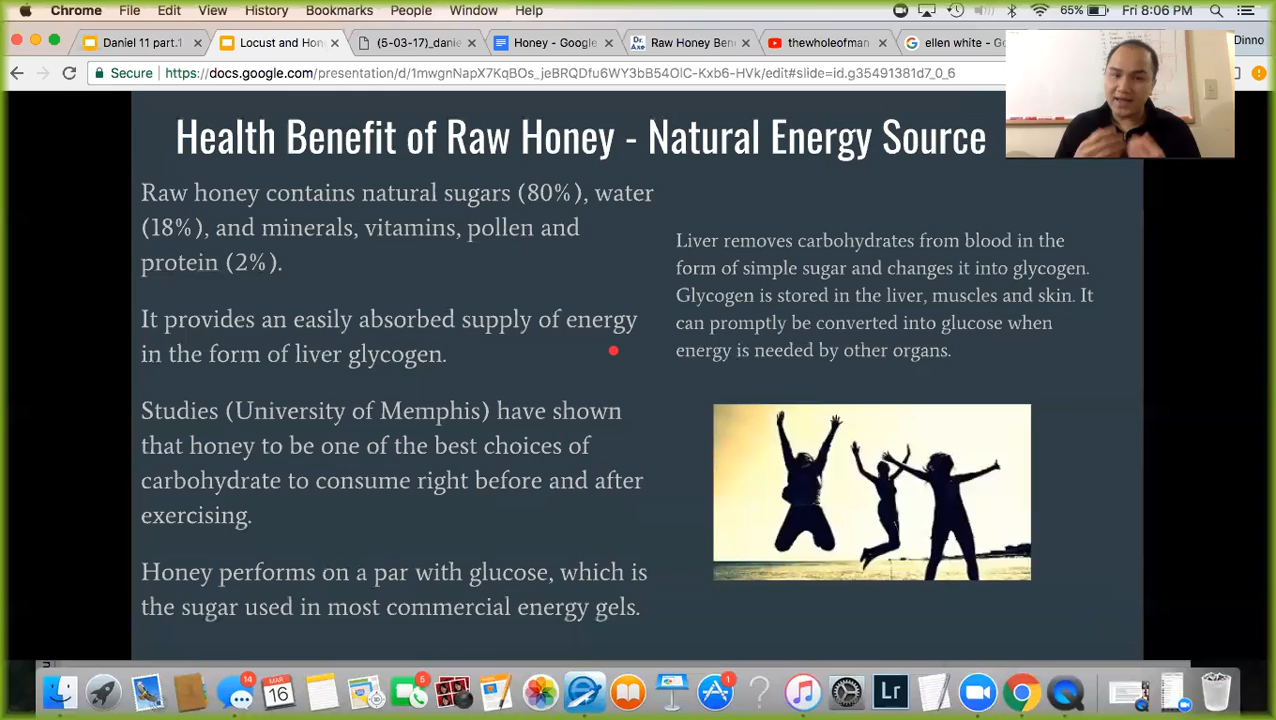 Chrome File Edit View History Bookmarks People Window Help 65% Fri 8:06 PM
Daniel 11 part.1 Locust and Hon (5-03-17)_danie Honey - Google Raw Honey Ben thewholeofman ellen white - Go Dinno
Secure https://docs.google.com/presentation/d/1mwgnNapX7KqBOs_jeBRQDfu6WY3bB54OlC-Kxb6-HVk/edit#slide=id.g35491381d7_0_6
Health Benefit of Raw Honey - Natural Energy Source
Raw honey contains natural sugars (80%), water
(18%), and minerals, vitamins, pollen and
protein (2%).
It provides an easily absorbed supply of energy
in the form of liver glycogen.
Studies (University of Memphis) have shown
that honey to be one of the best choices of
carbohydrate to consume right before and after
exercising.
Honey performs on a par with glucose, which is
the sugar used in most commercial energy gels.
Liver removes carbohydrates from blood in the
form of simple sugar and changes it into glycogen.
Glycogen is stored in the liver, muscles and skin. It
can promptly be converted into glucose when
energy is needed by other organs.
14 MAR 16 5 1 Lr